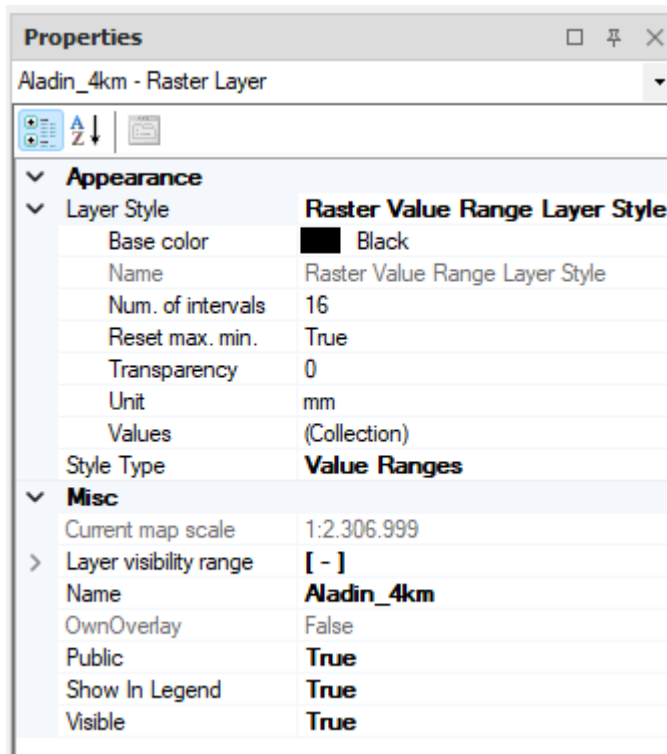 Properties
Aladin_4km - Raster Layer
A
Z
Appearance
Layer Style Raster Value Range Layer Style
Base color Black
Name Raster Value Range Layer Style
Num. of intervals 16
Reset max. min. True
Transparency 0
Unit mm
Values (Collection)
Style Type Value Ranges
Misc
Current map scale 1:2.306.999
Layer visibility range [ - ]
Name Aladin_4km
OwnOverlay False
Public True
Show In Legend True
Visible True